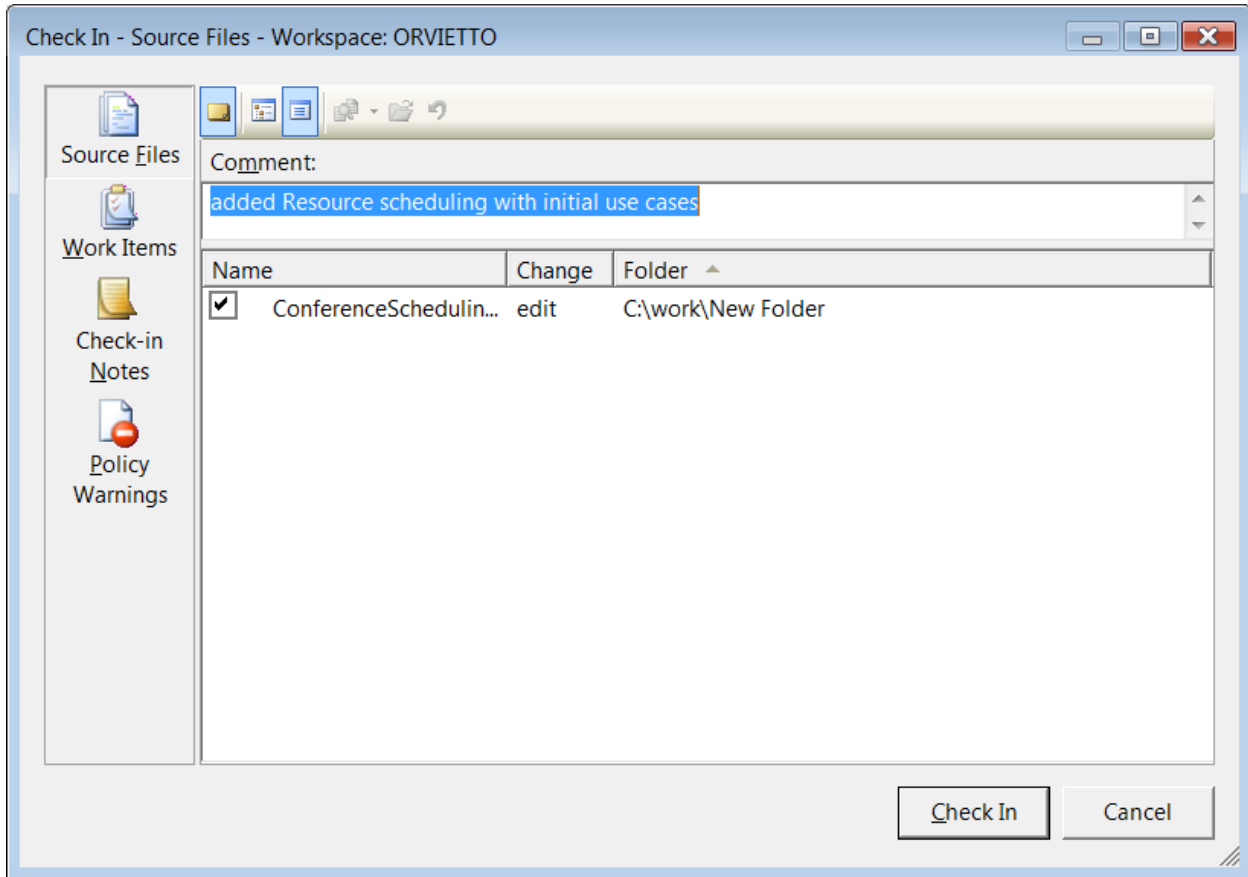 Check In - Source Files - Workspace: ORVIETTO
Source Files
Work Items
Check-in
Notes
Policy
Warnings
Comment:
added Resource scheduling with initial use cases
Name Change Folder
ConferenceSchedulin... edit C:\work\New Folder
Check In Cancel